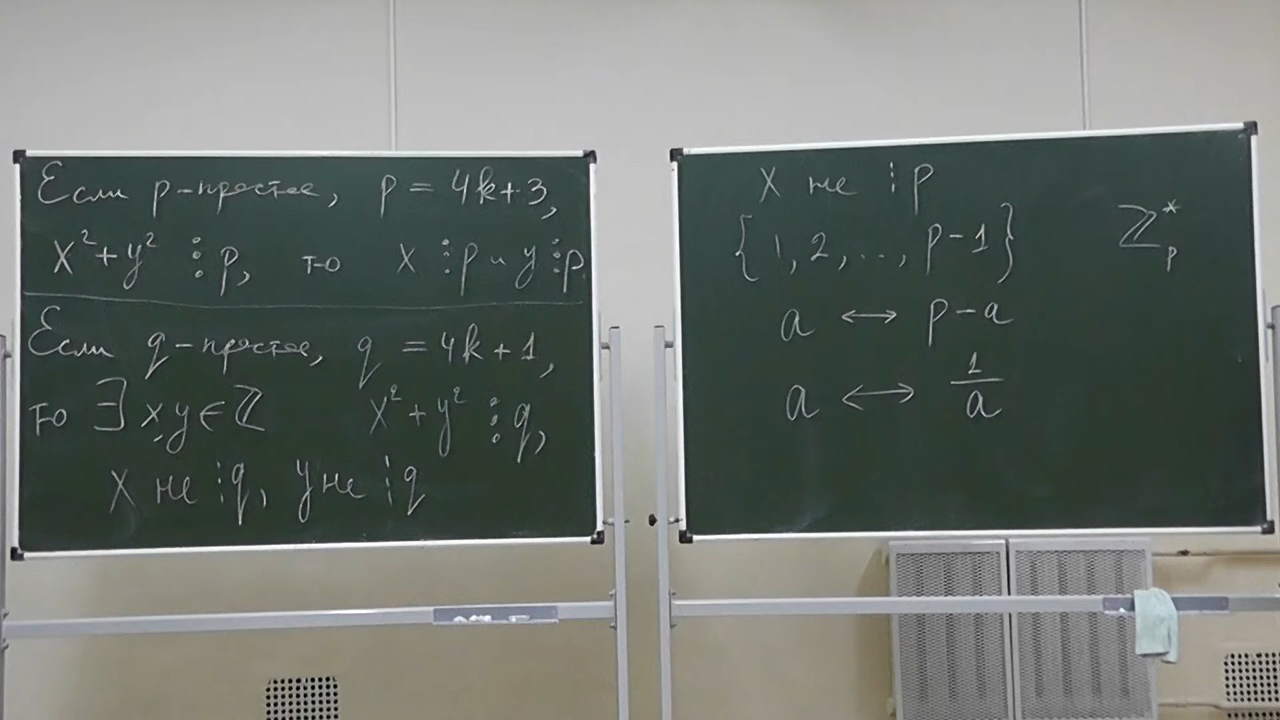 Если p-простое, p = 4k+3,
x²+y² ⋮ p, то x ⋮ p и y ⋮ p
Если q-простое, q = 4k+1,
то ∃ x,y ∈ ℤ x²+y² ⋮ q,
x не ⋮ q, y не ⋮ q
x не ⋮ p
{1, 2, ..., p-1} ℤ*ₚ
a ↔ p-a
a ↔ 1/a